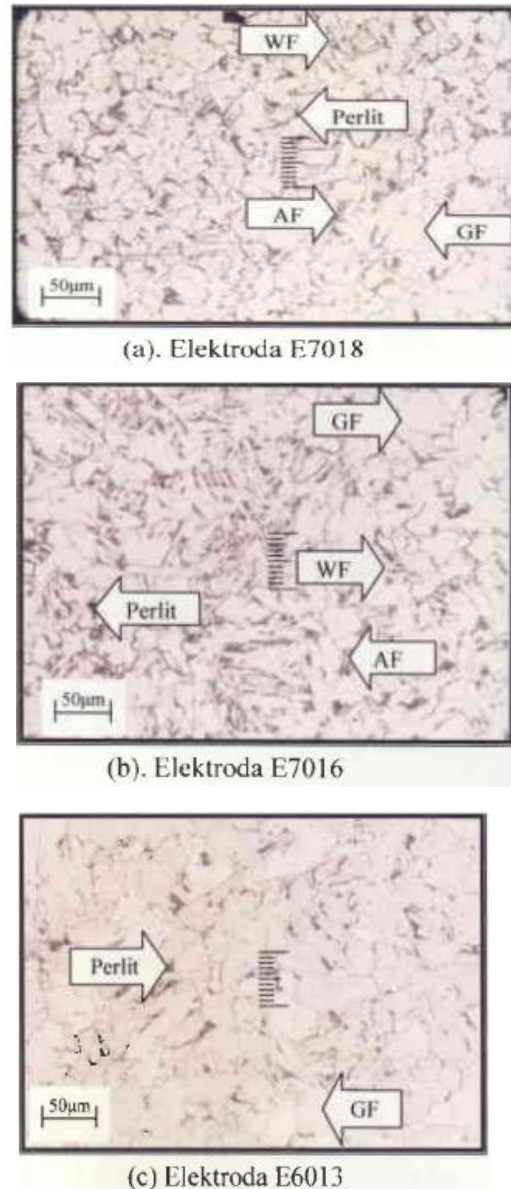 WF
Perlit
AF
GF
50μm
(a). Elektroda E7018
GF
WF
Perlit
AF
50μm
(b). Elektroda E7016
Perlit
50μm
GF
(c) Elektroda E6013